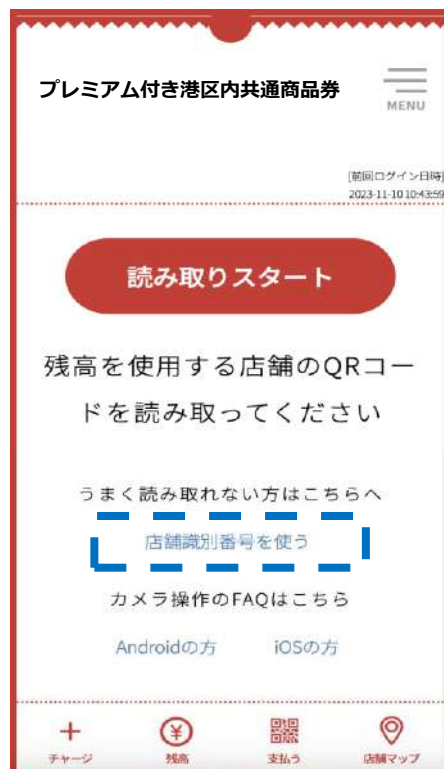 プレミアム付き港区内共通商品券
MENU
[前回ログイン日時]
2023-11-10 10:43:59
読み取りスタート
残高を使用する店舗のQRコー
ドを読み取ってください
うまく読み取れない方はこちらへ
店舗識別番号を使う
カメラ操作のFAQはこちら
Androidの方 iOSの方
チャージ 残高 支払う 店舗マップ